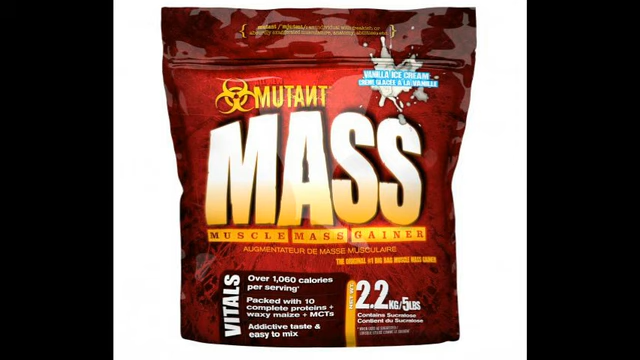 VANILLA ICE CREAM
CRÈME GLACÉE À LA VANILLE
MUTANT
MASS
MUSCLE MASS GAINER
AUGMENTATEUR DE MASSE MUSCULAIRE
THE ORIGINAL #1 BIG BAD MUSCLE MASS GAINER
VITALS
Over 1,060 calories
per serving*
Packed with 10
complete proteins +
waxy maize + MCTs
Addictive taste &
easy to mix
2.2KG/5LBS
Contains Sucralose
Contient du Sucralose